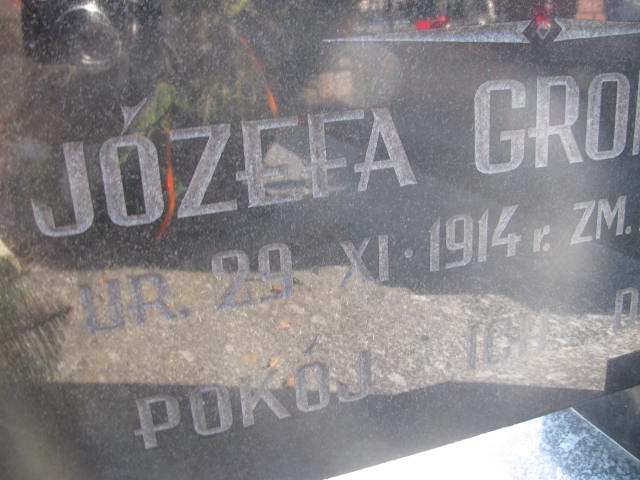 JÓZEFA GRO
UR. 29 · XI · 1914 r. ZM.
POKÓJ ICH